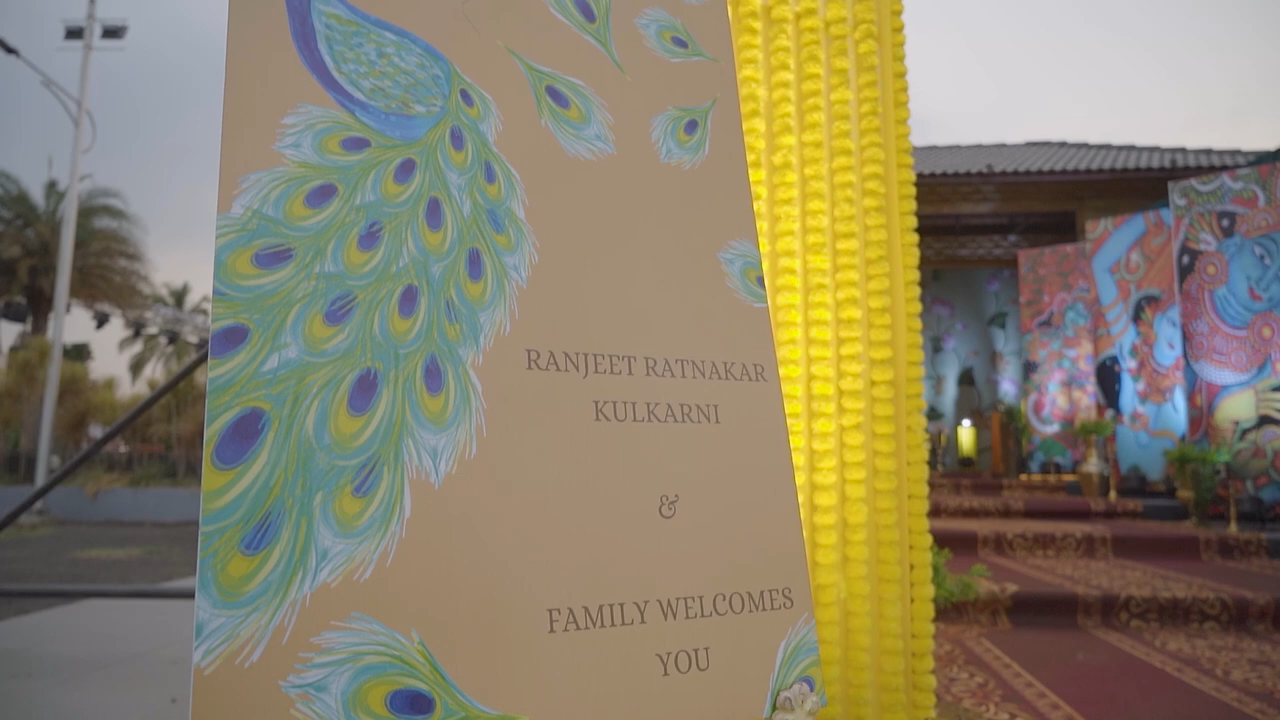 RANJEET RATNAKAR
KULKARNI
&
FAMILY WELCOMES
YOU